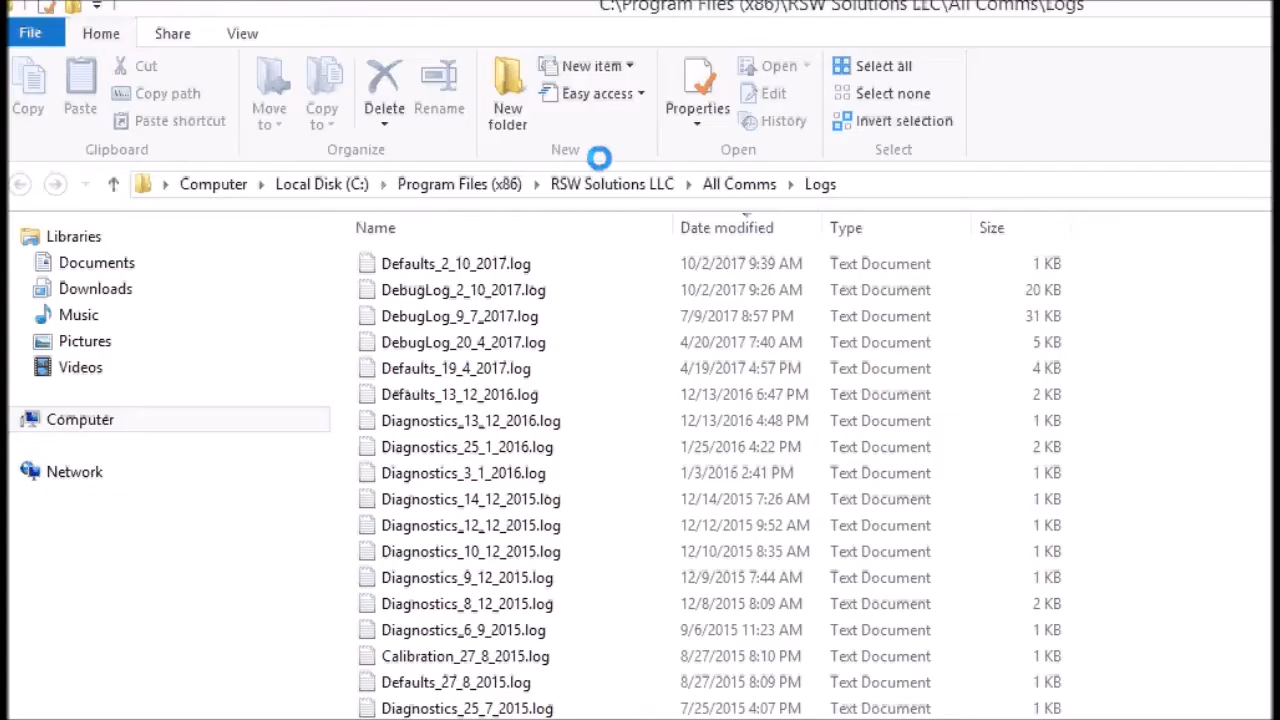 C:\Program Files (x86)\RSW Solutions LLC\All Comms\Logs
File Home Share View
Copy Paste Cut Copy path Paste shortcut
Move to Copy to Delete Rename
New folder New item Easy access
Properties Open Edit History
Select all Select none Invert selection
Clipboard Organize New Open Select
Computer Local Disk (C:) Program Files (x86) RSW Solutions LLC All Comms Logs
Libraries
Documents
Downloads
Music
Pictures
Videos
Computer
Network
Name Date modified Type Size
Defaults_2_10_2017.log 10/2/2017 9:39 AM Text Document 1 KB
DebugLog_2_10_2017.log 10/2/2017 9:26 AM Text Document 20 KB
DebugLog_9_7_2017.log 7/9/2017 8:57 PM Text Document 31 KB
DebugLog_20_4_2017.log 4/20/2017 7:40 AM Text Document 5 KB
Defaults_19_4_2017.log 4/19/2017 4:57 PM Text Document 4 KB
Defaults_13_12_2016.log 12/13/2016 6:47 PM Text Document 2 KB
Diagnostics_13_12_2016.log 12/13/2016 4:48 PM Text Document 1 KB
Diagnostics_25_1_2016.log 1/25/2016 4:22 PM Text Document 2 KB
Diagnostics_3_1_2016.log 1/3/2016 2:41 PM Text Document 1 KB
Diagnostics_14_12_2015.log 12/14/2015 7:26 AM Text Document 1 KB
Diagnostics_12_12_2015.log 12/12/2015 9:52 AM Text Document 1 KB
Diagnostics_10_12_2015.log 12/10/2015 8:35 AM Text Document 1 KB
Diagnostics_9_12_2015.log 12/9/2015 7:44 AM Text Document 1 KB
Diagnostics_8_12_2015.log 12/8/2015 8:09 AM Text Document 2 KB
Diagnostics_6_9_2015.log 9/6/2015 11:23 AM Text Document 1 KB
Calibration_27_8_2015.log 8/27/2015 8:10 PM Text Document 1 KB
Defaults_27_8_2015.log 8/27/2015 8:09 PM Text Document 1 KB
Diagnostics_25_7_2015.log 7/25/2015 4:07 PM Text Document 1 KB